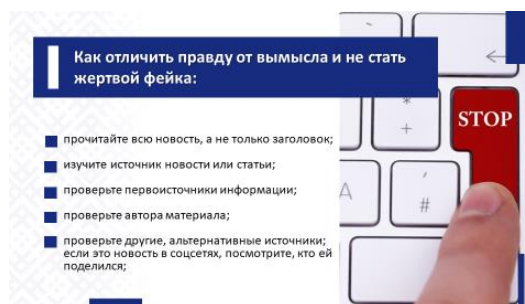 Как отличить правду от вымысла и не стать
жертвой фейка:
прочитайте всю новость, а не только заголовок;
изучите источник новости или статьи;
проверьте первоисточники информации;
проверьте автора материала;
проверьте другие, альтернативные источники;
если это новость в соцсетях, посмотрите, кто ей
поделился;
←
*
+
STOP
A
'
#